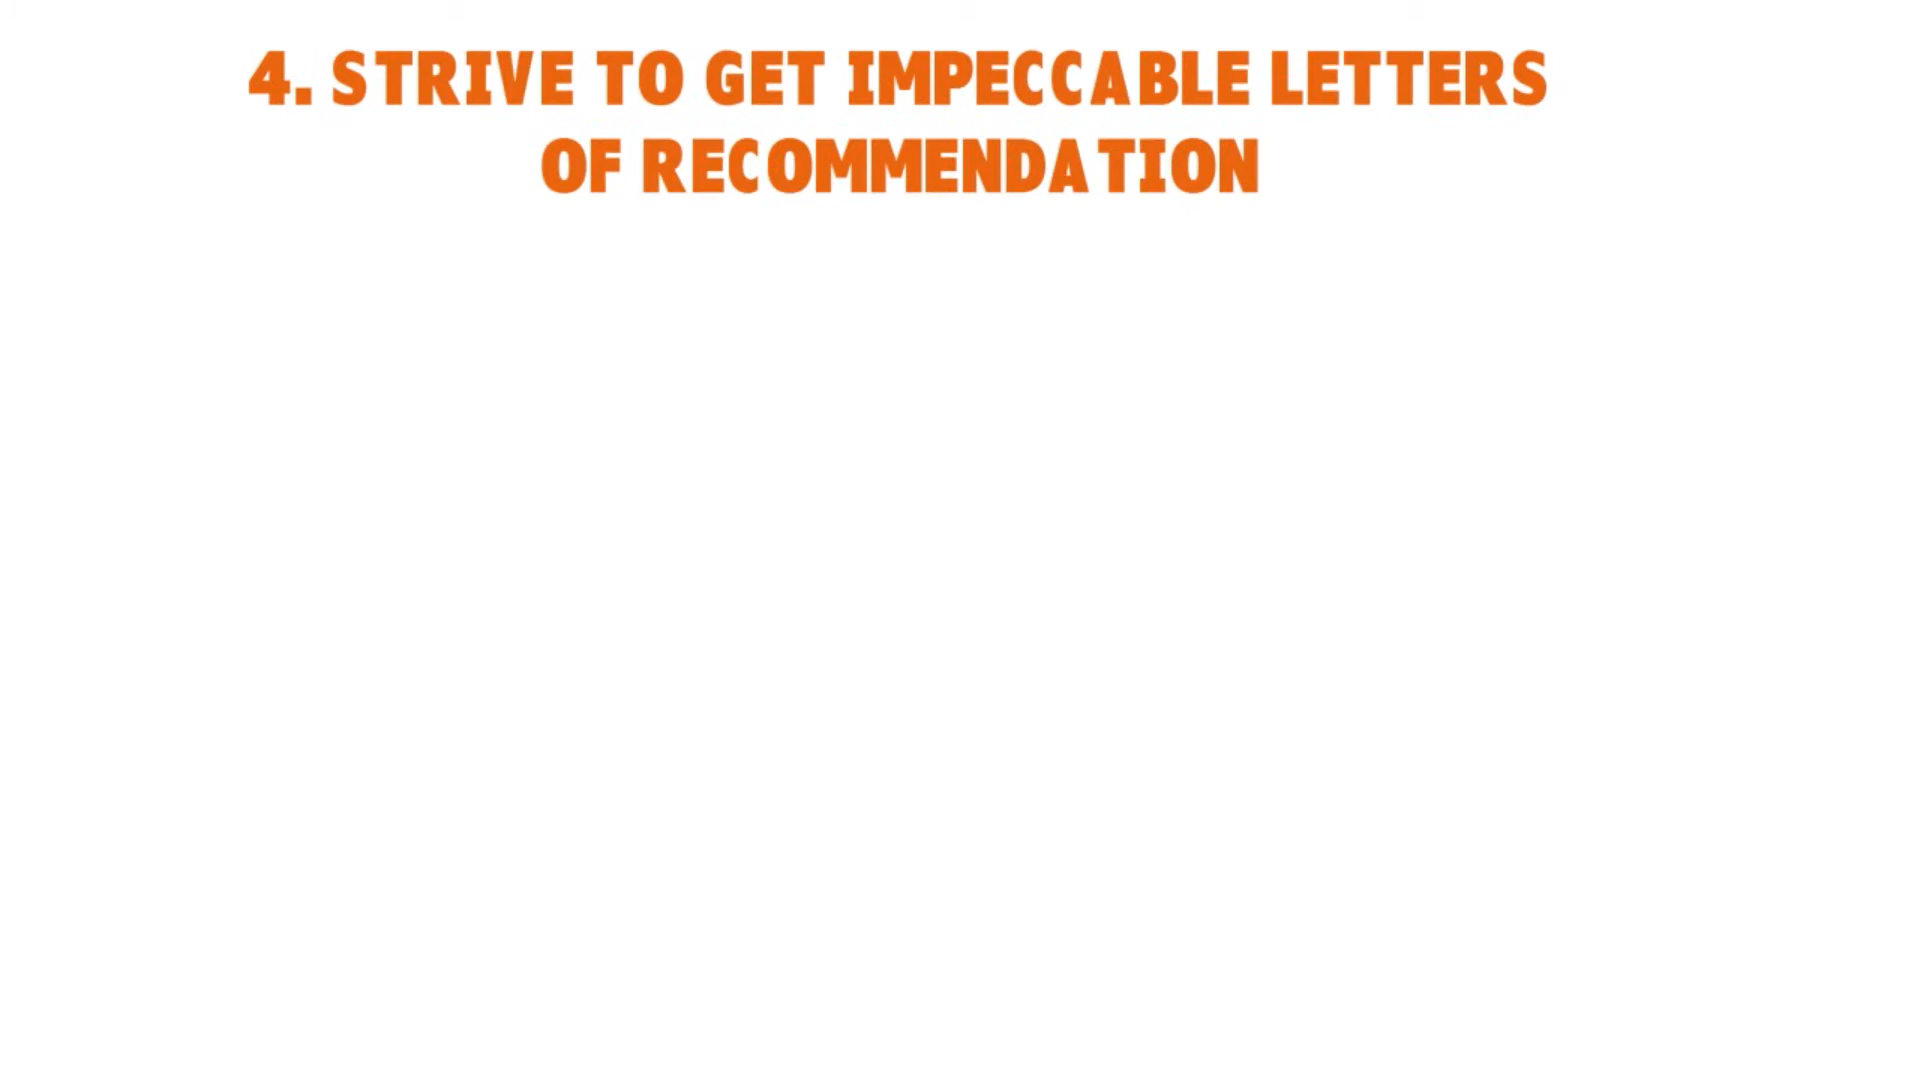 4. STRIVE TO GET IMPECCABLE LETTERS
OF RECOMMENDATION